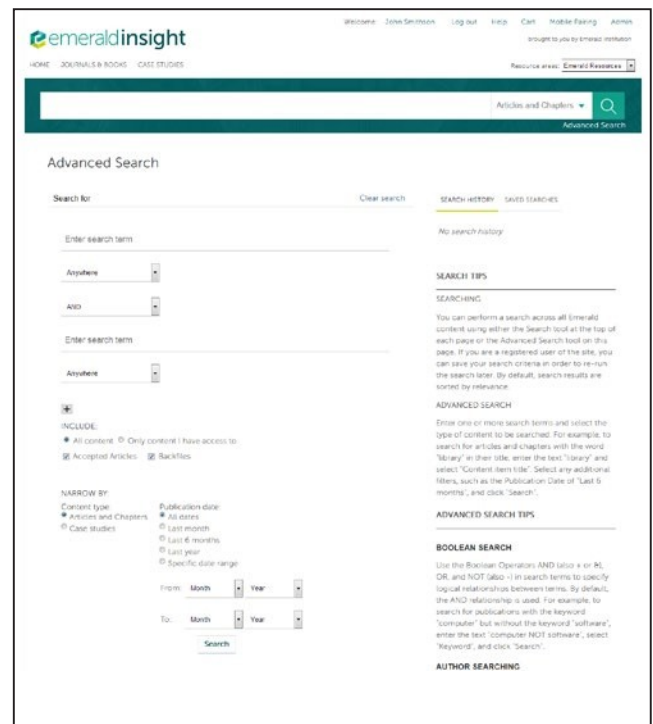 Welcome John Smithson Log out Help Cart Mobile Pairing Admin
emeraldinsight
brought to you by Emerald Institution
HOME JOURNALS & BOOKS CASE STUDIES
Resource areas: Emerald Resources
Articles and Chapters
Advanced Search
Advanced Search
Search for Clear search
Enter search term
Anywhere
AND
Enter search term
Anywhere
+
INCLUDE:
All content Only content I have access to
Accepted Articles Backfiles
NARROW BY:
Content type
Articles and Chapters
Case studies
Publication date:
All dates
Last month
Last 6 months
Last year
Specific date range
From: Month Year
To: Month Year
Search
SEARCH HISTORY SAVED SEARCHES
No search history
SEARCH TIPS
SEARCHING
You can perform a search across all Emerald
content using either the Search tool at the top of
each page or the Advanced Search tool on this
page. If you are a registered user of the site, you
can save your search criteria in order to re-run
the search later. By default, search results are
sorted by relevance.
ADVANCED SEARCH
Enter one or more search terms and select the
type of content to be searched. For example, to
search for articles and chapters with the word
"library" in their title, enter the text "library" and
select "Content item title". Select any additional
filters, such as the Publication Date of "Last 6
months", and click "Search".
ADVANCED SEARCH TIPS
BOOLEAN SEARCH
Use the Boolean Operators AND (also + or &),
OR, and NOT (also -) in search terms to specify
logical relationships between terms. By default,
the AND relationship is used. For example, to
search for publications with the keyword
"computer" but without the keyword "software",
enter the text "computer NOT software", select
"Keyword", and click "Search".
AUTHOR SEARCHING